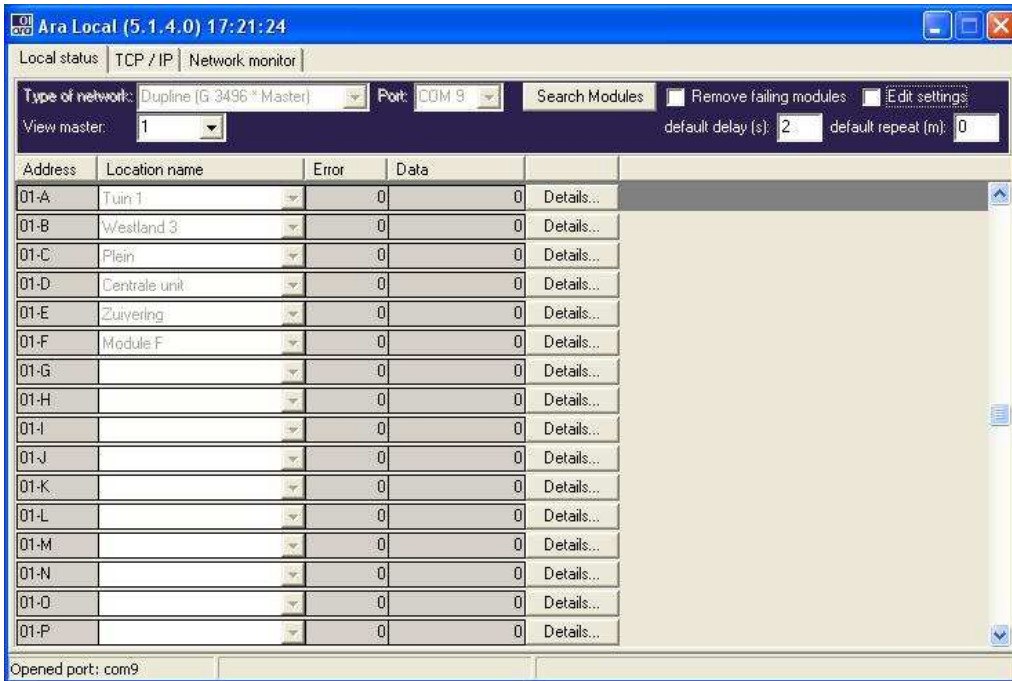 OI ara Ara Local (5.1.4.0) 17:21:24
Local status TCP / IP Network monitor
Type of network: Dupline (G 3496 * Master) Port: COM 9 Search Modules Remove failing modules Edit settings
View master: 1 default delay (s): 2 default repeat (m): 0
Address Location name Error Data
01-A Tuin 1 0 0 Details...
01-B Westland 3 0 0 Details...
01-C Plein 0 0 Details...
01-D Centrale unit 0 0 Details...
01-E Zuivering 0 0 Details...
01-F Module F 0 0 Details...
01-G 0 0 Details...
01-H 0 0 Details...
01-I 0 0 Details...
01-J 0 0 Details...
01-K 0 0 Details...
01-L 0 0 Details...
01-M 0 0 Details...
01-N 0 0 Details...
01-O 0 0 Details...
01-P 0 0 Details...
Opened port: com9